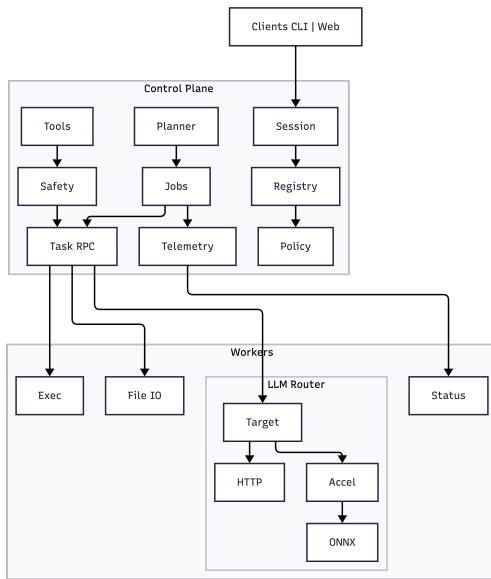 Clients CLI | Web
Control Plane
Tools
Planner
Session
Safety
Jobs
Registry
Task RPC
Telemetry
Policy
Workers
LLM Router
Exec
File IO
Status
Target
HTTP
Accel
ONNX